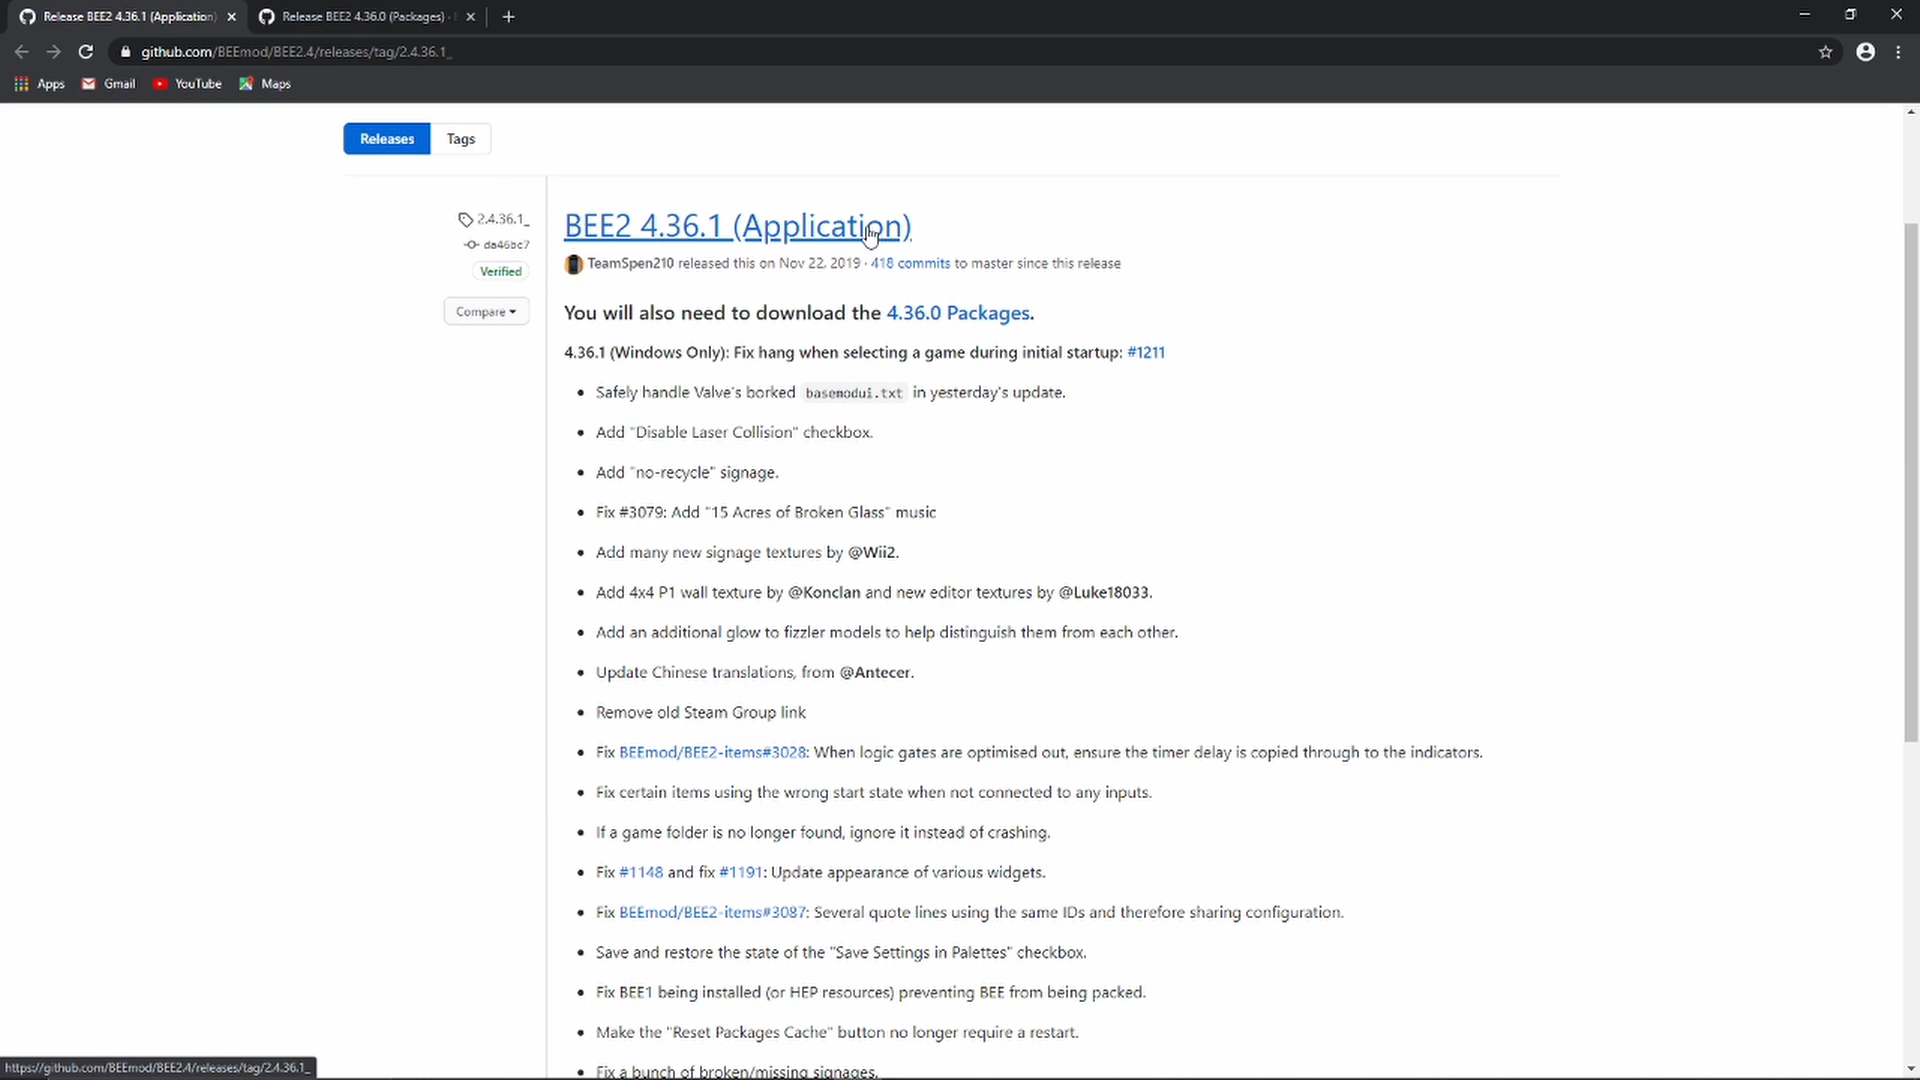 Release BEE2 4.36.1 (Application)
Release BEE2 4.36.0 (Packages) ·
github.com/BEEmod/BEE2.4/releases/tag/2.4.36.1_
Apps Gmail YouTube Maps
Releases Tags
2.4.36.1_
da46bc7
Verified
Compare
BEE2 4.36.1 (Application)
TeamSpen210 released this on Nov 22, 2019 · 418 commits to master since this release
You will also need to download the 4.36.0 Packages.
4.36.1 (Windows Only): Fix hang when selecting a game during initial startup: #1211
• Safely handle Valve's borked basemodui.txt in yesterday's update.
• Add "Disable Laser Collision" checkbox.
• Add "no-recycle" signage.
• Fix #3079: Add "15 Acres of Broken Glass" music
• Add many new signage textures by @Wii2.
• Add 4x4 P1 wall texture by @Konclan and new editor textures by @Luke18033.
• Add an additional glow to fizzler models to help distinguish them from each other.
• Update Chinese translations, from @Antecer.
• Remove old Steam Group link
• Fix BEEmod/BEE2-items#3028: When logic gates are optimised out, ensure the timer delay is copied through to the indicators.
• Fix certain items using the wrong start state when not connected to any inputs.
• If a game folder is no longer found, ignore it instead of crashing.
• Fix #1148 and fix #1191: Update appearance of various widgets.
• Fix BEEmod/BEE2-items#3087: Several quote lines using the same IDs and therefore sharing configuration.
• Save and restore the state of the "Save Settings in Palettes" checkbox.
• Fix BEE1 being installed (or HEP resources) preventing BEE from being packed.
• Make the "Reset Packages Cache" button no longer require a restart.
• Fix a bunch of broken/missing signages.
https://github.com/BEEmod/BEE2.4/releases/tag/2.4.36.1_